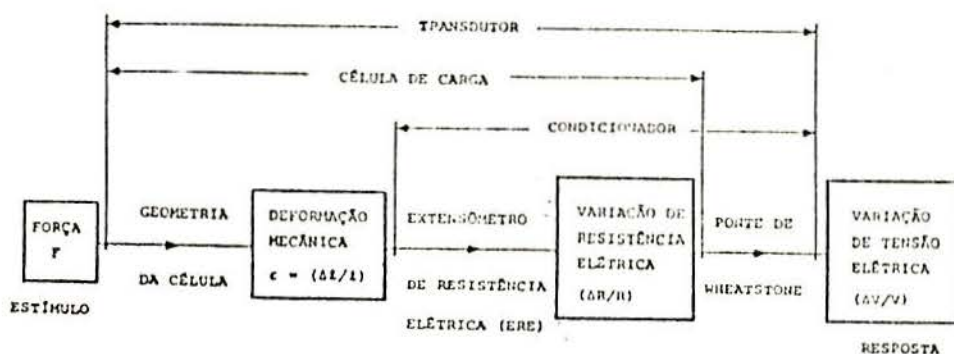 TRANSDUTOR
CÉLULA DE CARGA
CONDICIONADOR
FORÇA
F
ESTÍMULO
GEOMETRIA
DA CÉLULA
DEFORMAÇÃO
MECÂNICA
ε = (Δℓ/ℓ)
EXTENSÔMETRO
DE RESISTÊNCIA
ELÉTRICA (ERE)
VARIAÇÃO DE
RESISTÊNCIA
ELÉTRICA
(ΔR/R)
PONTE DE
WHEATSTONE
VARIAÇÃO
DE TENSÃO
ELÉTRICA
(ΔV/V)
RESPOSTA